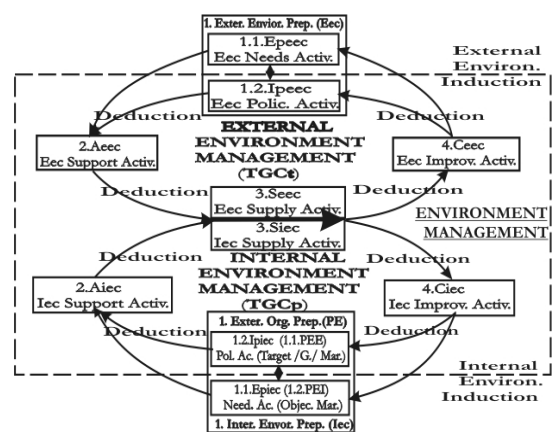 1. Exter. Envior. Prep. (Eec)
1.1.Epeec
Eec Needs Activ.
External
Environ.
Induction
1.2.Ipeec
Eec Polic. Activ.
Deduction
Deduction
EXTERNAL
ENVIRONMENT
MANAGEMENT
(TGCt)
2.Aeec
Eec Support Activ.
4.Ceec
Eec Improv. Activ.
Deduction
Deduction
3.Seec
Eec Supply Activ.
3.Siec
Iec Supply Activ.
ENVIRONMENT
MANAGEMENT
Deduction
Deduction
INTERNAL
ENVIRONMENT
MANAGEMENT
(TGCp)
2.Aiec
Iec Support Activ.
4.Ciec
Iec Improv. Activ.
1. Exter. Org. Prep.(PE)
Deduction
Deduction
1.2.Ipiec (1.1.PEE)
Pol. Ac. (Target /G./ Mar.)
1.1.Epiec (1.2.PEI)
Need. Ac. (Objec. Mar.)
Internal
Environ.
Induction
1. Inter. Envor. Prep. (Iec)